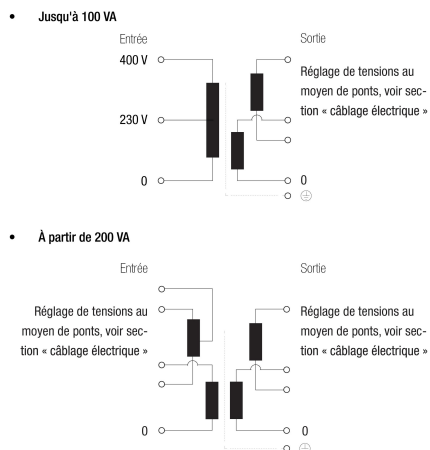 • Jusqu'à 100 VA
Entrée
Sortie
400 V
Réglage de tensions au
moyen de ponts, voir sec-
tion « câblage électrique »
230 V
0
0
• À partir de 200 VA
Entrée
Sortie
Réglage de tensions au
moyen de ponts, voir sec-
tion « câblage électrique »
Réglage de tensions au
moyen de ponts, voir sec-
tion « câblage électrique »
0
0